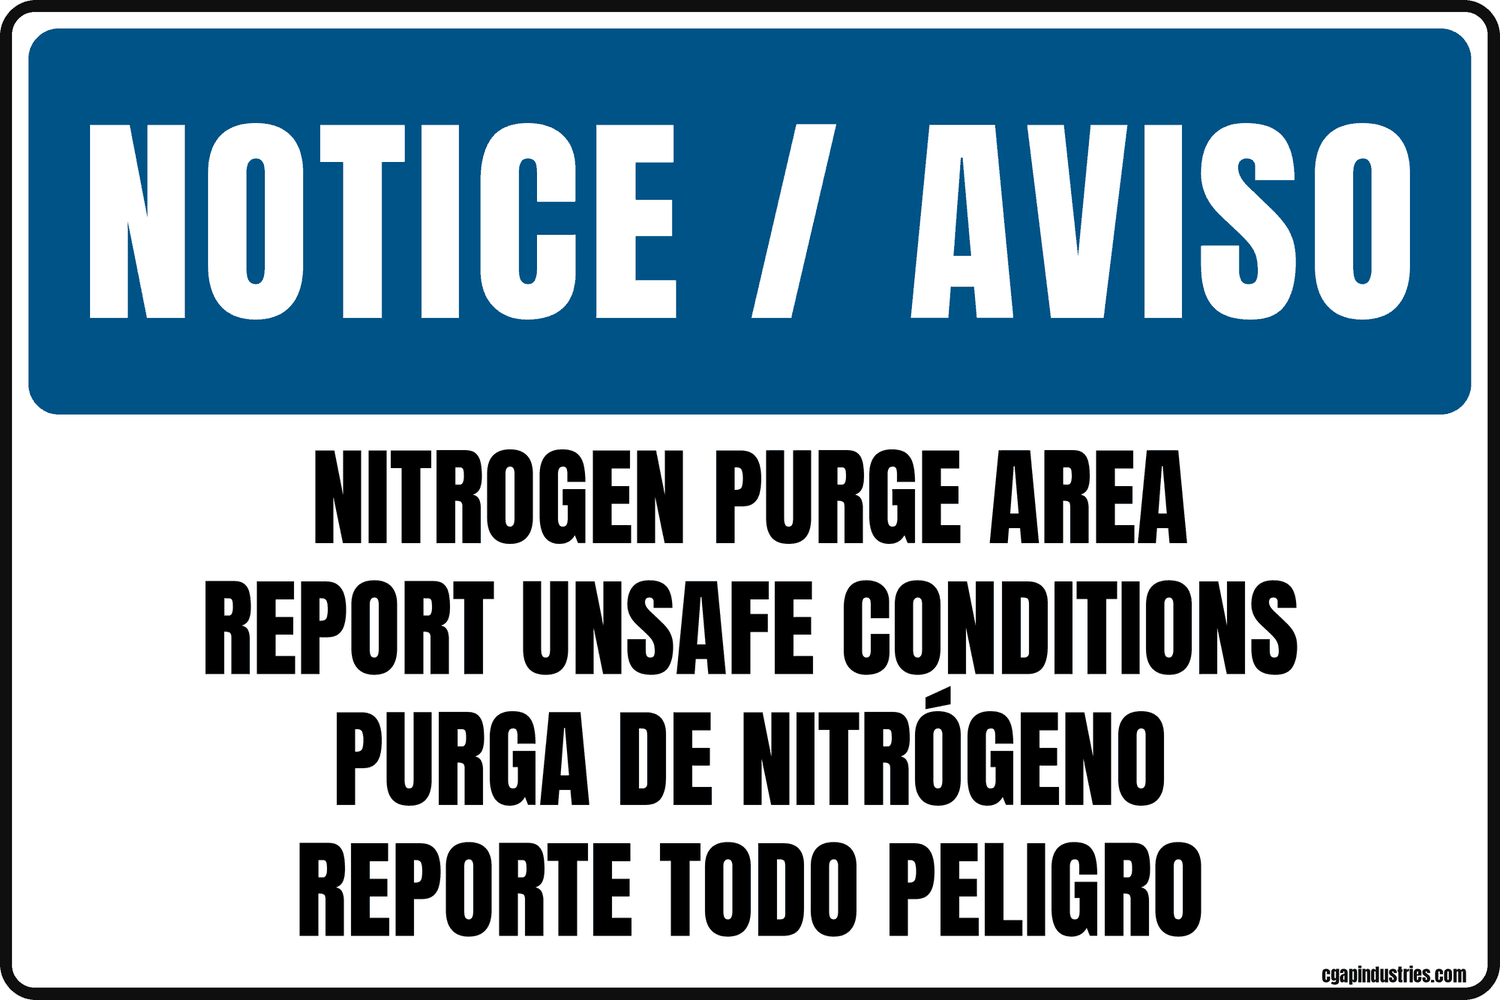 NOTICE / AVISO
NITROGEN PURGE AREA
REPORT UNSAFE CONDITIONS
PURGA DE NITRÓGENO
REPORTE TODO PELIGRO
cgapindustries.com